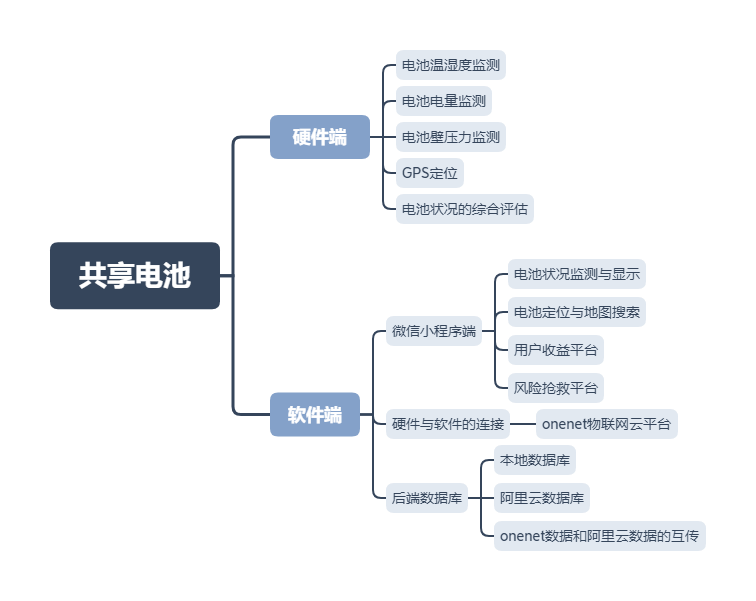 共享电池
硬件端
电池温湿度监测
电池电量监测
电池壁压力监测
GPS定位
电池状况的综合评估
软件端
微信小程序端
电池状况监测与显示
电池定位与地图搜索
用户收益平台
风险抢救平台
硬件与软件的连接
onenet物联网云平台
后端数据库
本地数据库
阿里云数据库
onenet数据和阿里云数据的互传